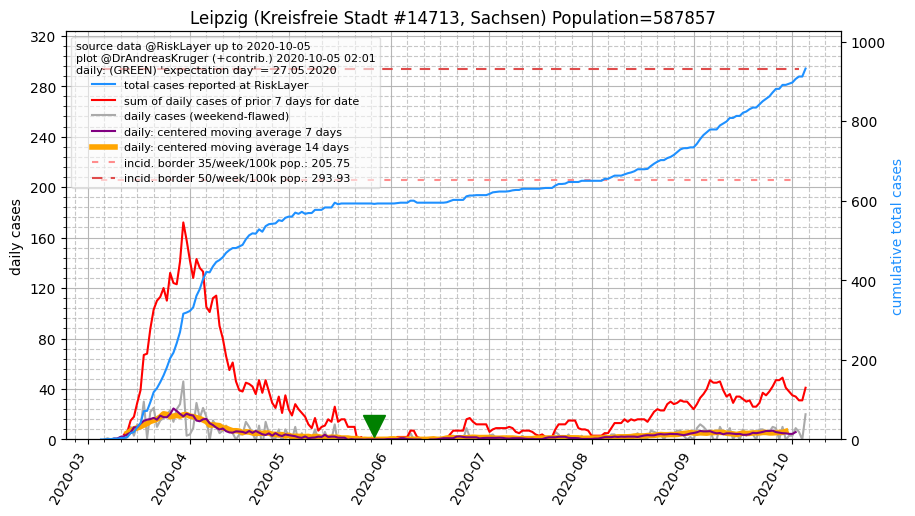 Leipzig (Kreisfreie Stadt #14713, Sachsen) Population=587857
source data @RiskLayer up to 2020-10-05
plot @DrAndreasKruger (+contrib.) 2020-10-05 02:01
daily: (GREEN) 'expectation day' = 27.05.2020
total cases reported at RiskLayer
sum of daily cases of prior 7 days for date
daily cases (weekend-flawed)
daily: centered moving average 7 days
daily: centered moving average 14 days
incid. border 35/week/100k pop.: 205.75
incid. border 50/week/100k pop.: 293.93
daily cases
320
280
240
200
160
120
80
40
0
cumulative total cases
1000
800
600
400
200
0
2020-03
2020-04
2020-05
2020-06
2020-07
2020-08
2020-09
2020-10